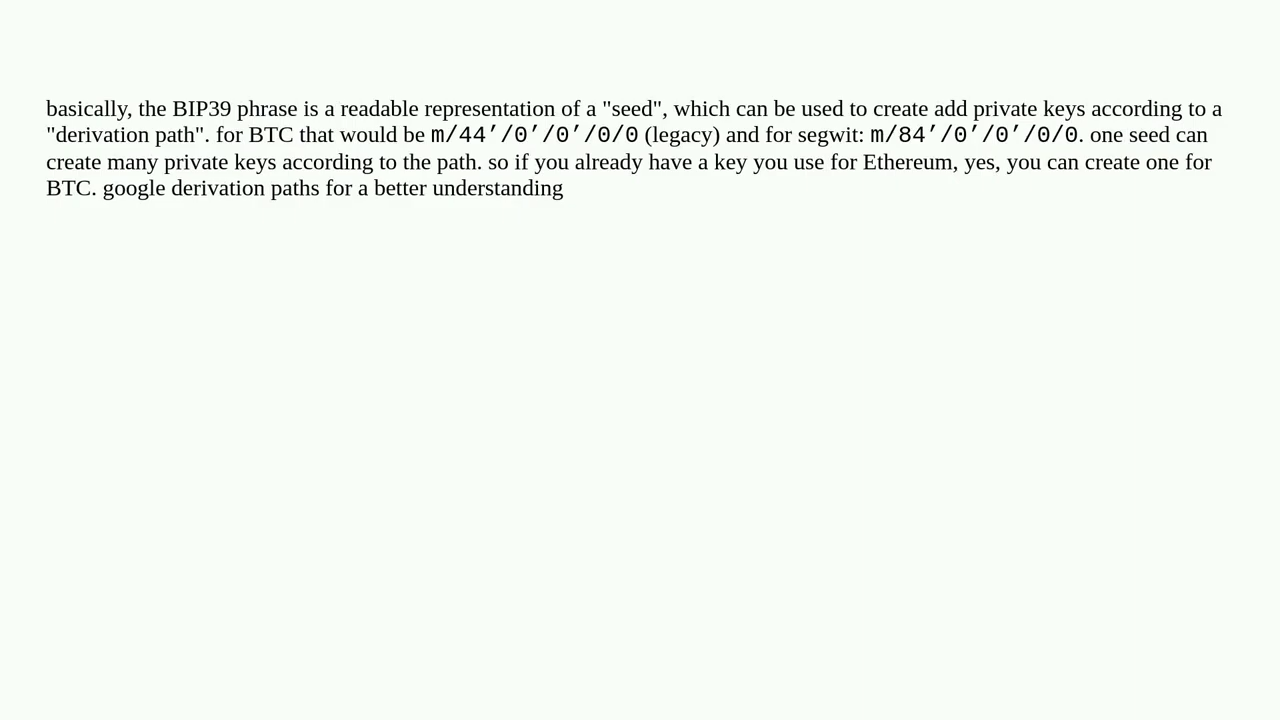 basically, the BIP39 phrase is a readable representation of a "seed", which can be used to create add private keys according to a
"derivation path". for BTC that would be m/44′/0′/0′/0/0 (legacy) and for segwit: m/84′/0′/0′/0/0. one seed can
create many private keys according to the path. so if you already have a key you use for Ethereum, yes, you can create one for
BTC. google derivation paths for a better understanding